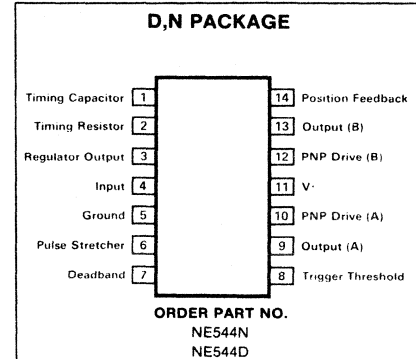 D,N PACKAGE
Timing Capacitor 1
Timing Resistor 2
Regulator Output 3
Input 4
Ground 5
Pulse Stretcher 6
Deadband 7
14 Position Feedback
13 Output (B)
12 PNP Drive (B)
11 V·
10 PNP Drive (A)
9 Output (A)
8 Trigger Threshold
ORDER PART NO.
NE544N
NE544D